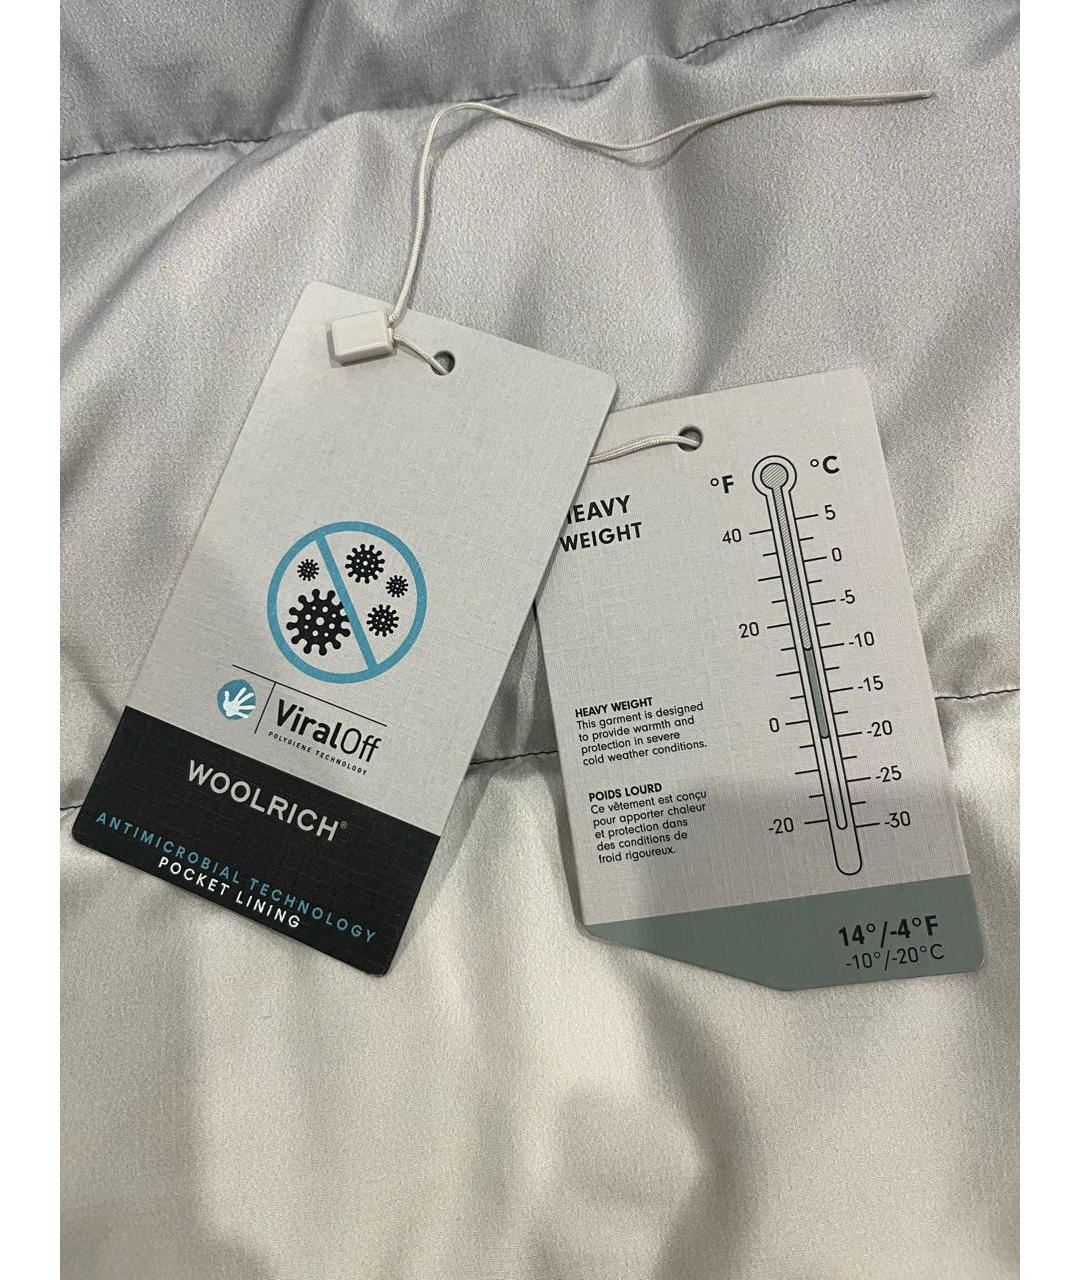 ViralOff
POLYGIENE TECHNOLOGY
WOOLRICH®
ANTIMICROBIAL TECHNOLOGY
POCKET LINING
HEAVY
WEIGHT
°F
°C
5
40
0
-5
20
-10
-15
0
-20
-25
-20
-30
HEAVY WEIGHT
This garment is designed
to provide warmth and
protection in severe
cold weather conditions.
POIDS LOURD
Ce vêtement est conçu
pour apporter chaleur
et protection dans
des conditions de
froid rigoureux.
14°/-4°F
-10°/-20°C